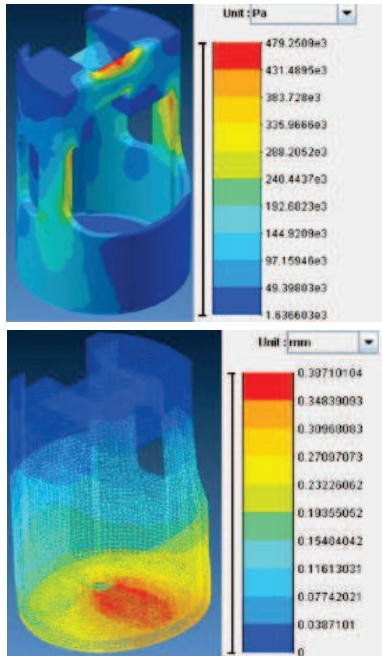 Unit : Pa
479.2509e3
431.4895e3
383.728e3
335.9666e3
288.2052e3
240.4437e3
192.6823e3
144.9209e3
97.15946e3
49.39803e3
1.636603e3
Unit : mm
0.38710104
0.34839093
0.30968083
0.27097073
0.23226062
0.19355052
0.15484042
0.11613031
0.07742021
0.0387101
0